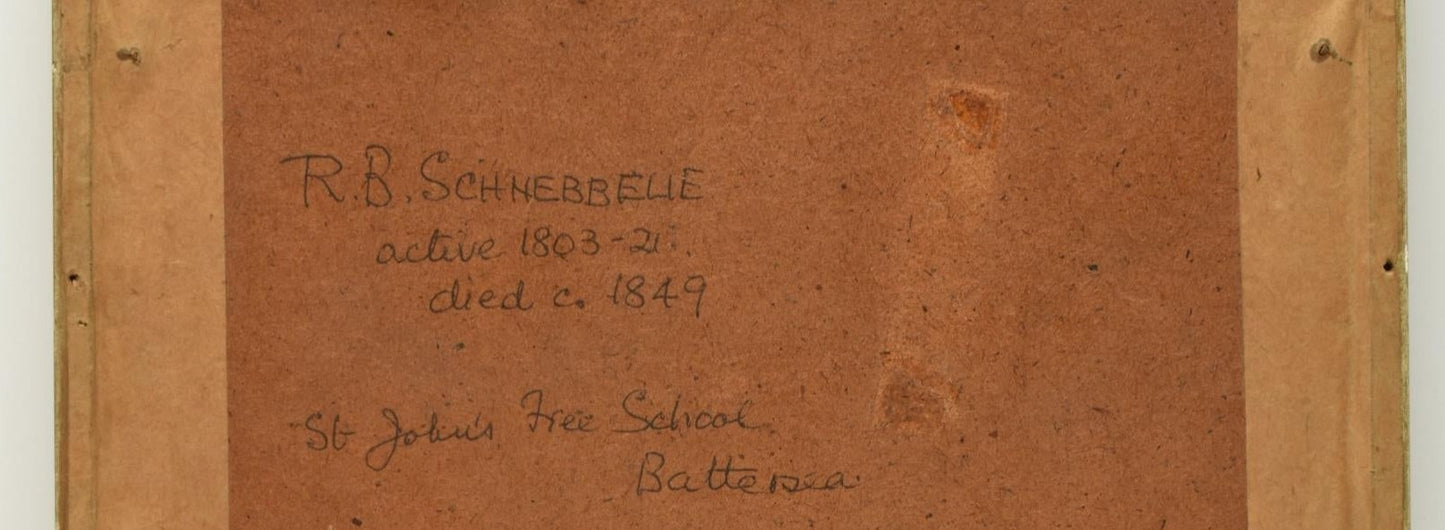 R.B. SCHNEBBELIE
active 1803-21.
died c. 1849
St John's Free School
Battersea